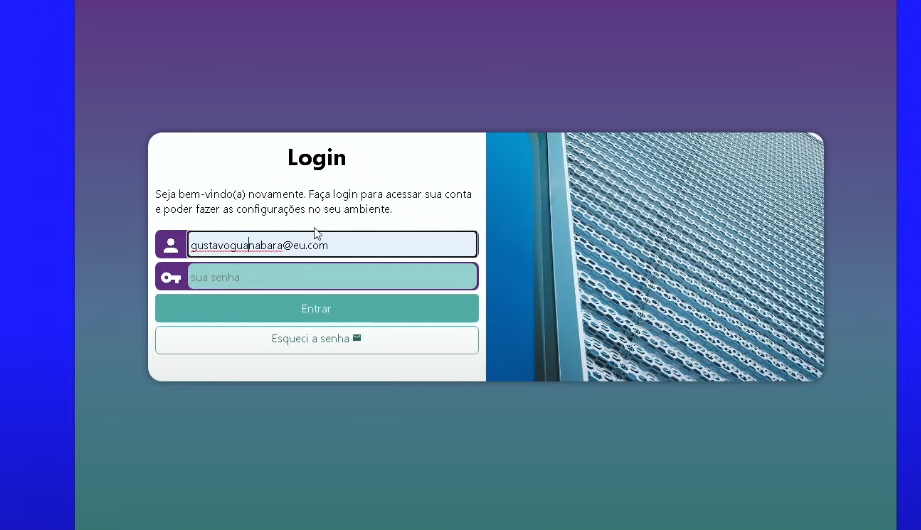 Login
Seja bem-vindo(a) novamente. Faça login para acessar sua conta
e poder fazer as configurações no seu ambiente.
gustavoguanabara@eu.com
sua senha
Entrar
Esqueci a senha